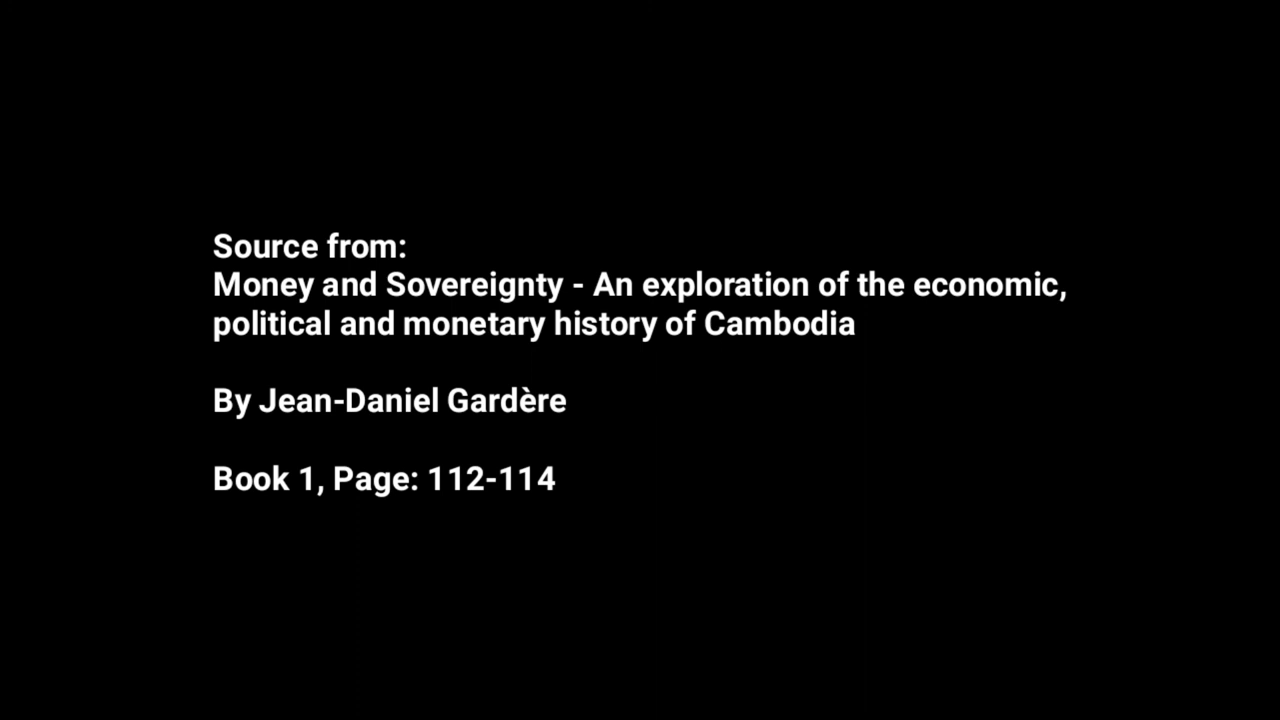 Source from:
Money and Sovereignty - An exploration of the economic,
political and monetary history of Cambodia
By Jean-Daniel Gardère
Book 1, Page: 112-114